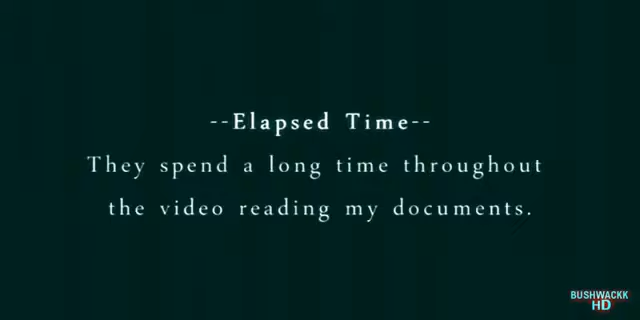 --Elapsed Time--
They spend a long time throughout
the video reading my documents.
BUSHWACKK
HD